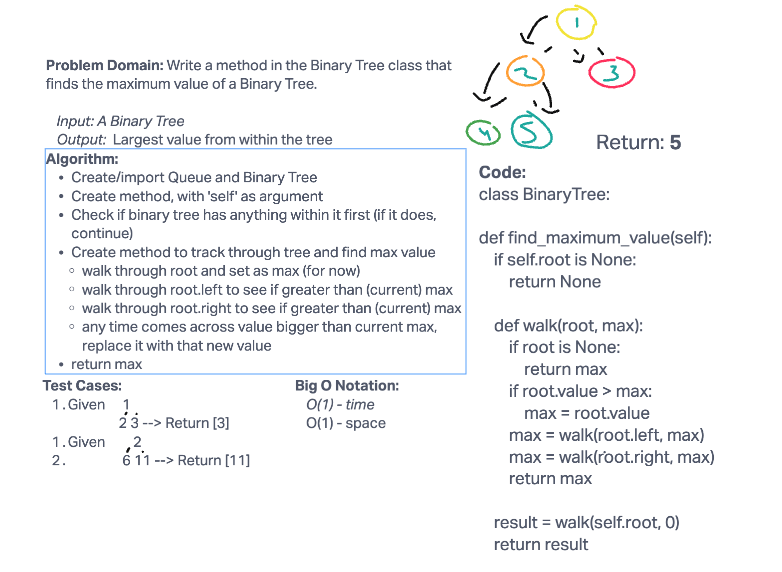 Problem Domain: Write a method in the Binary Tree class that
finds the maximum value of a Binary Tree.
Input: A Binary Tree
Output: Largest value from within the tree
Algorithm:
• Create/import Queue and Binary Tree
• Create method, with 'self' as argument
• Check if binary tree has anything within it first (if it does,
continue)
• Create method to track through tree and find max value
◦ walk through root and set as max (for now)
◦ walk through root.left to see if greater than (current) max
◦ walk through root.right to see if greater than (current) max
◦ any time comes across value bigger than current max,
replace it with that new value
• return max
Test Cases:
1. Given 1
2 3 --> Return [3]
1. Given 2
2. 6 11 --> Return [11]
Big O Notation:
O(1) - time
O(1) - space
1
2 3
4 5
Return: 5
Code:
class BinaryTree:
def find_maximum_value(self):
if self.root is None:
return None
def walk(root, max):
if root is None:
return max
if root.value > max:
max = root.value
max = walk(root.left, max)
max = walk(root.right, max)
return max
result = walk(self.root, 0)
return result